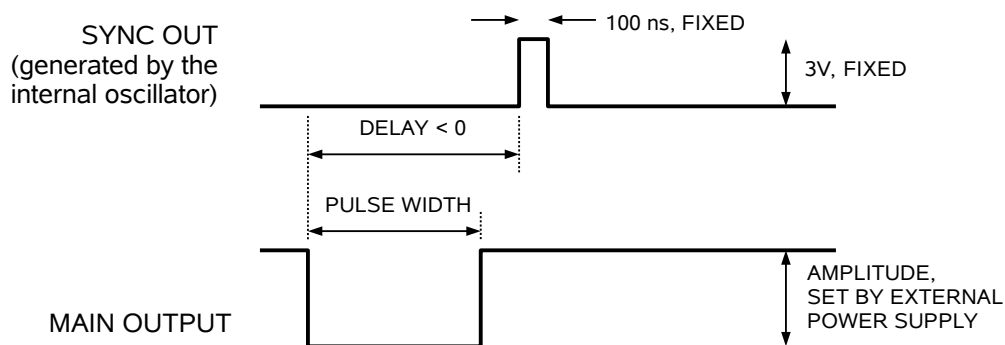 SYNC OUT
(generated by the
internal oscillator)
100 ns, FIXED
3V, FIXED
DELAY < 0
PULSE WIDTH
MAIN OUTPUT
AMPLITUDE,
SET BY EXTERNAL
POWER SUPPLY